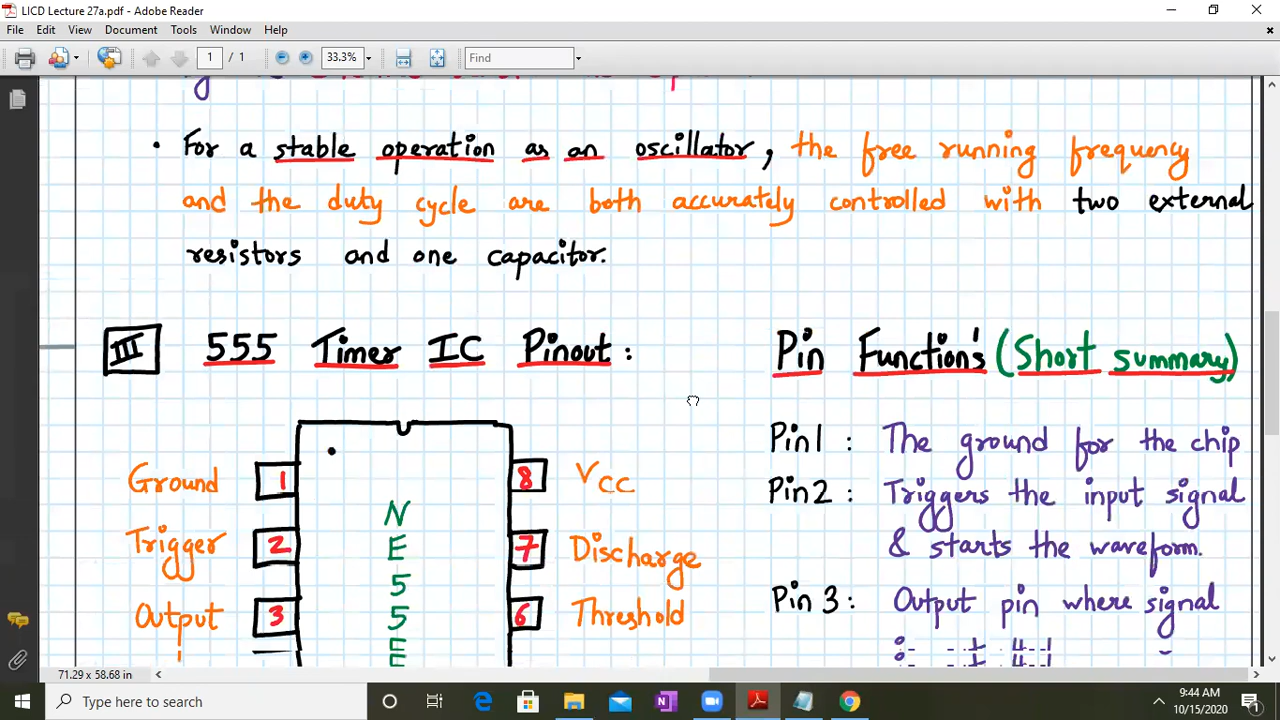 LICD Lecture 27a.pdf - Adobe Reader
File Edit View Document Tools Window Help
1 / 1 33.3% Find
• For a stable operation as an oscillator, the free running frequency
and the duty cycle are both accurately controlled with two external
resistors and one capacitor.
III 555 Timer IC Pinout :
Pin Function's (Short summary)
Ground 1
8 Vcc
Trigger 2
7 Discharge
Output 3
6 Threshold
N
E
5
5
Pin1 : The ground for the chip
Pin2 : Triggers the input signal
& starts the waveform.
Pin 3 : Output pin where signal
71.29 x 58.68 in
Type here to search
9:44 AM
10/15/2020
1